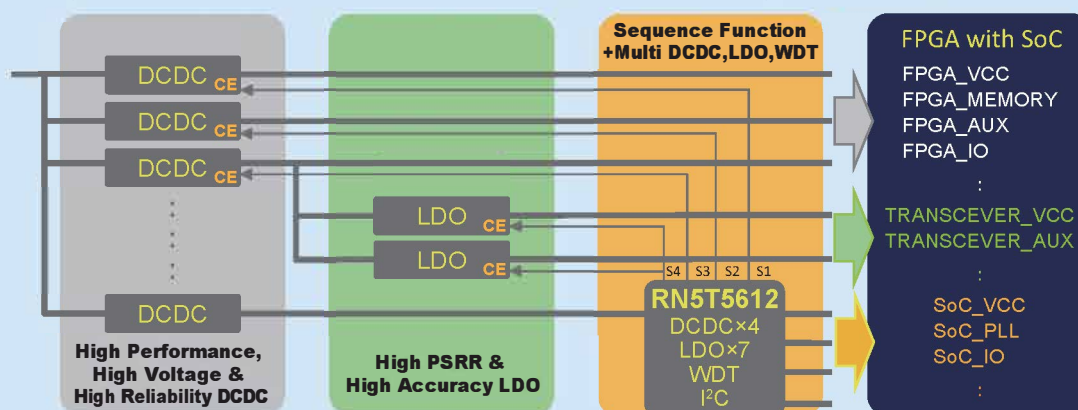 DCDC CE
DCDC CE
DCDC CE
DCDC
High Performance,
High Voltage &
High Reliability DCDC
LDO CE
LDO CE
High PSRR &
High Accuracy LDO
Sequence Function
+Multi DCDC,LDO,WDT
S4 S3 S2 S1
RN5T5612
DCDC×4
LDO×7
WDT
I²C
FPGA with SoC
FPGA_VCC
FPGA_MEMORY
FPGA_AUX
FPGA_IO
:
TRANSCEVER_VCC
TRANSCEVER_AUX
:
SoC_VCC
SoC_PLL
SoC_IO
: